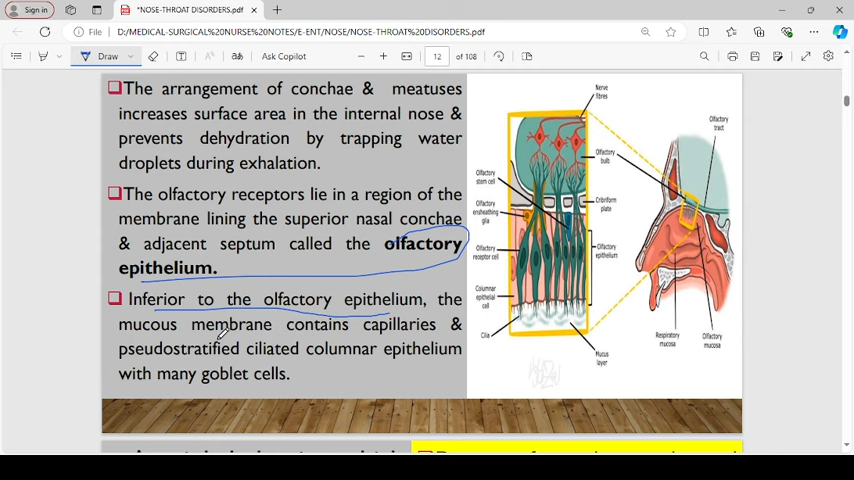 Sign in
*NOSE-THROAT DISORDERS.pdf
File
D:/MEDICAL-SURGICAL%20NURSE%20NOTES/E-ENT/NOSE/NOSE-THROAT%20DISORDERS.pdf
Draw
Ask Copilot
12
of 108
The arrangement of conchae & meatuses
increases surface area in the internal nose &
prevents dehydration by trapping water
droplets during exhalation.
The olfactory receptors lie in a region of the
membrane lining the superior nasal conchae
& adjacent septum called the olfactory
epithelium.
Inferior to the olfactory epithelium, the
mucous membrane contains capillaries &
pseudostratified ciliated columnar epithelium
with many goblet cells.
Nerve
fibres
Olfactory
bulb
Olfactory
stem cell
Cribriform
plate
Olfactory
ensheathing
glia
Olfactory
epithelium
Olfactory
receptor cell
Columnar
epithelial
cell
Cilia
Mucus
layer
Olfactory
tract
Respiratory
mucosa
Olfactory
mucosa